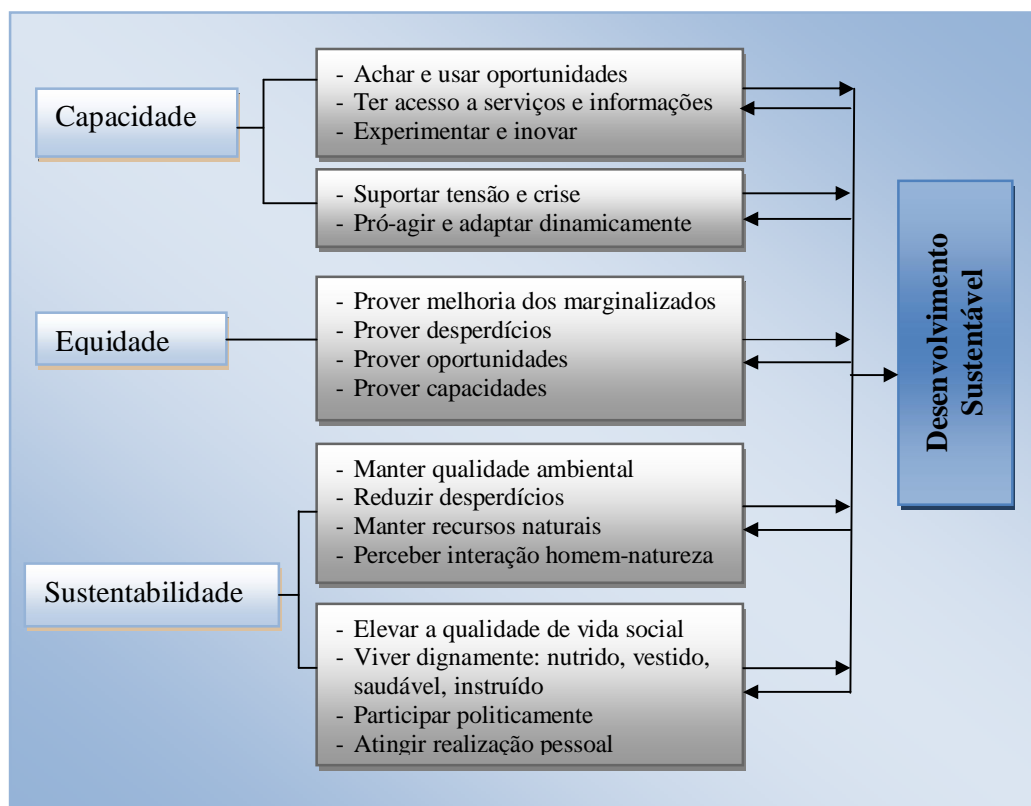 Capacidade
- Achar e usar oportunidades
- Ter acesso a serviços e informações
- Experimentar e inovar
- Suportar tensão e crise
- Pró-agir e adaptar dinamicamente
Equidade
- Prover melhoria dos marginalizados
- Prover desperdícios
- Prover oportunidades
- Prover capacidades
Sustentabilidade
- Manter qualidade ambiental
- Reduzir desperdícios
- Manter recursos naturais
- Perceber interação homem-natureza
- Elevar a qualidade de vida social
- Viver dignamente: nutrido, vestido,
saudável, instruído
- Participar politicamente
- Atingir realização pessoal
Desenvolvimento
Sustentável